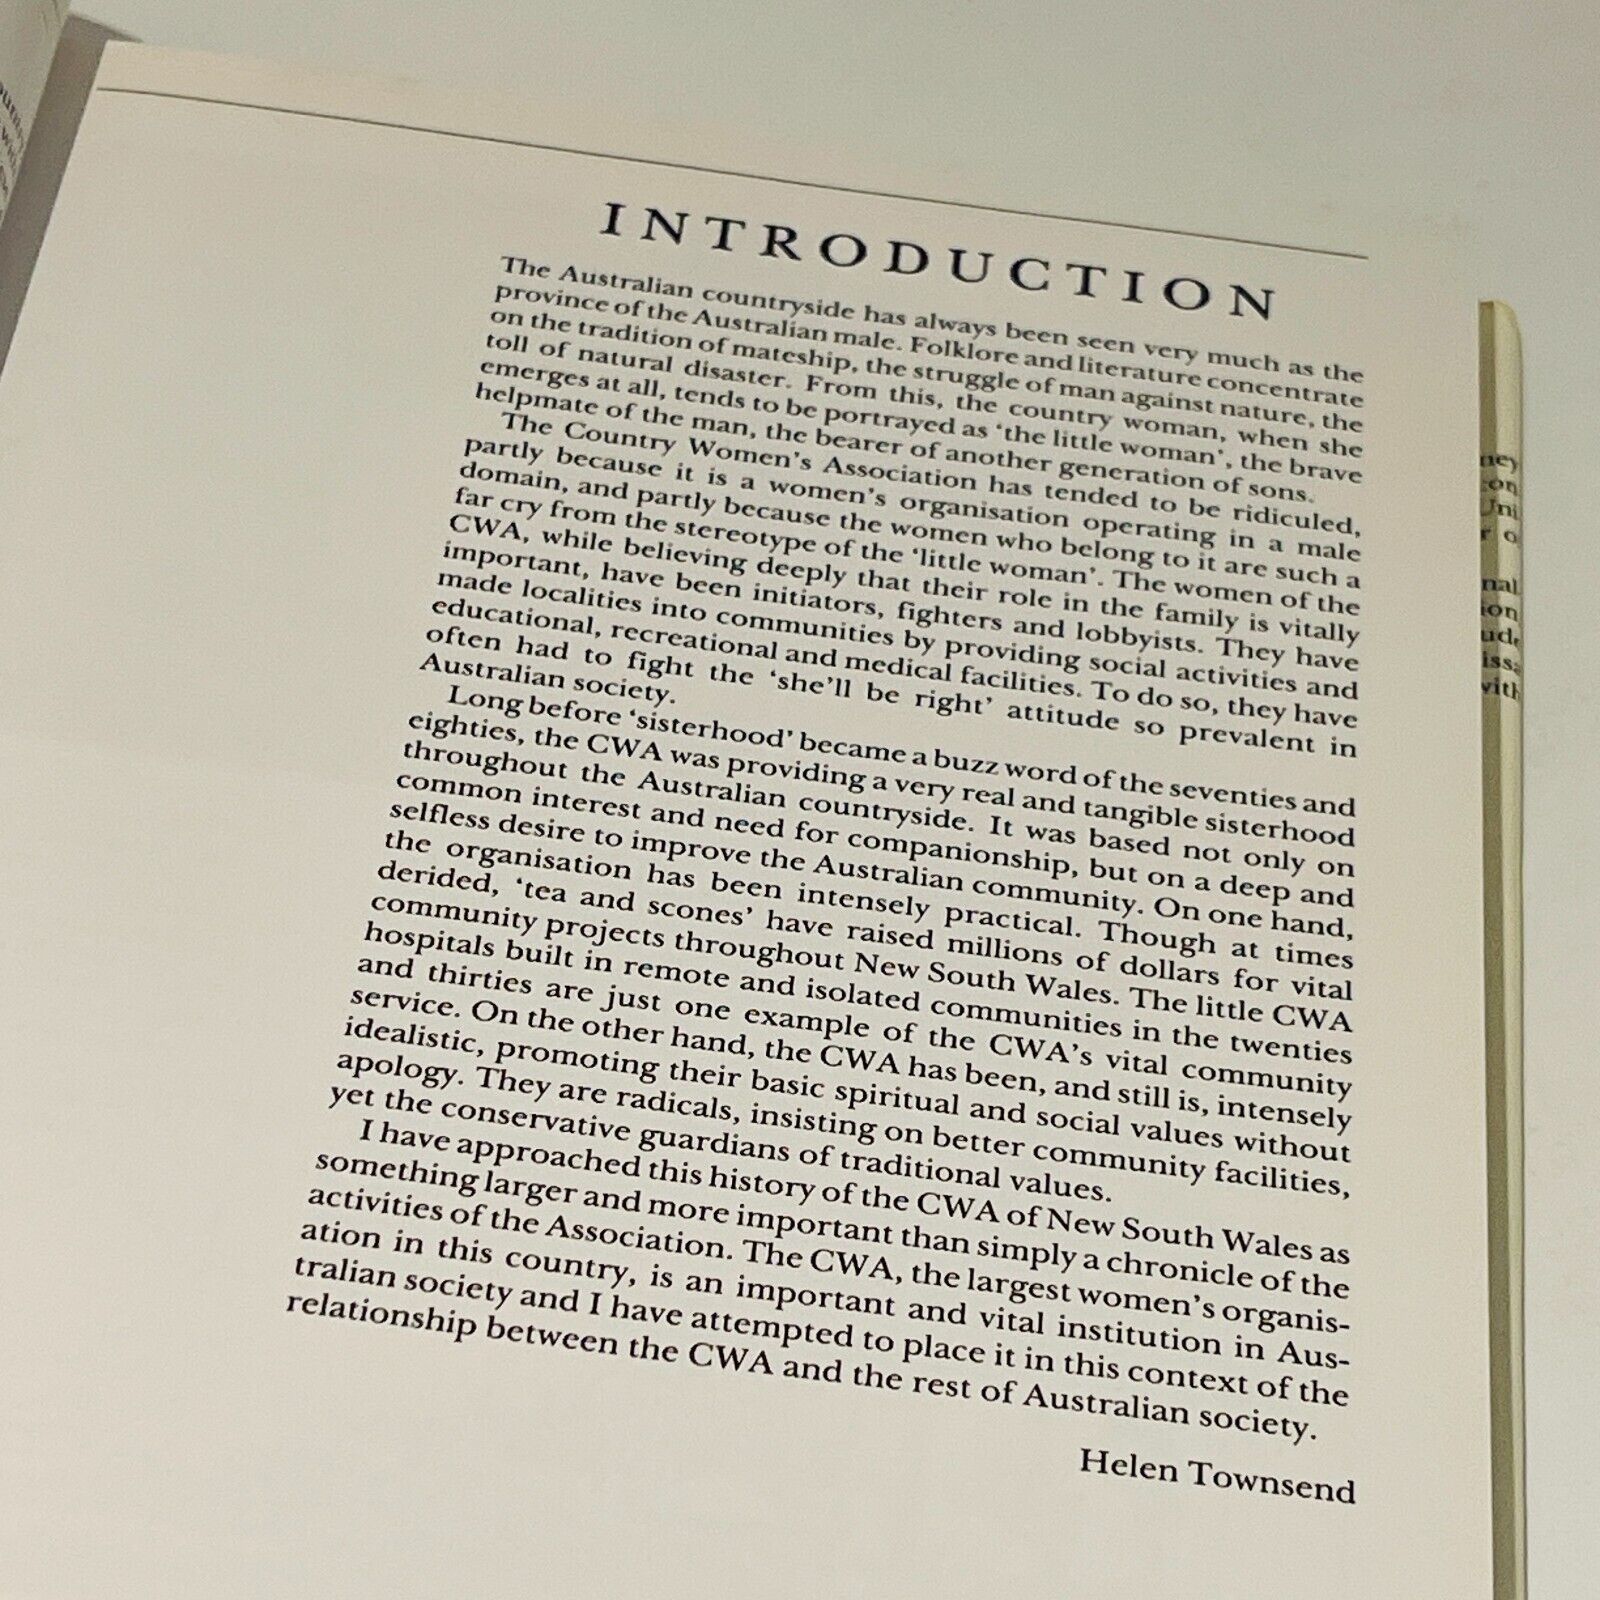 INTRODUCTION
The Australian countryside has always been seen very much as the
province of the Australian male. Folklore and literature concentrate
on the tradition of mateship, the struggle of man against nature, the
toll of natural disaster. From this, the country woman, when she
emerges at all, tends to be portrayed as ‘the little woman’, the brave
helpmate of the man, the bearer of another generation of sons.
The Country Women’s Association has tended to be ridiculed,
partly because it is a women’s organisation operating in a male
domain, and partly because the women who belong to it are such a
far cry from the stereotype of the ‘little woman’. The women of the
CWA, while believing deeply that their role in the family is vitally
important, have been initiators, fighters and lobbyists. They have
made localities into communities by providing social activities and
educational, recreational and medical facilities. To do so, they have
often had to fight the ‘she’ll be right’ attitude so prevalent in
Australian society.
Long before ‘sisterhood’ became a buzz word of the seventies and
eighties, the CWA was providing a very real and tangible sisterhood
throughout the Australian countryside. It was based not only on
common interest and need for companionship, but on a deep and
selfless desire to improve the Australian community. On one hand,
the organisation has been intensely practical. Though at times
derided, ‘tea and scones’ have raised millions of dollars for vital
community projects throughout New South Wales. The little CWA
hospitals built in remote and isolated communities in the twenties
and thirties are just one example of the CWA’s vital community
service. On the other hand, the CWA has been, and still is, intensely
idealistic, promoting their basic spiritual and social values without
apology. They are radicals, insisting on better community facilities,
yet the conservative guardians of traditional values.
I have approached this history of the CWA of New South Wales as
something larger and more important than simply a chronicle of the
activities of the Association. The CWA, the largest women’s organis-
ation in this country, is an important and vital institution in Aus-
tralian society and I have attempted to place it in this context of the
relationship between the CWA and the rest of Australian society.
Helen Townsend